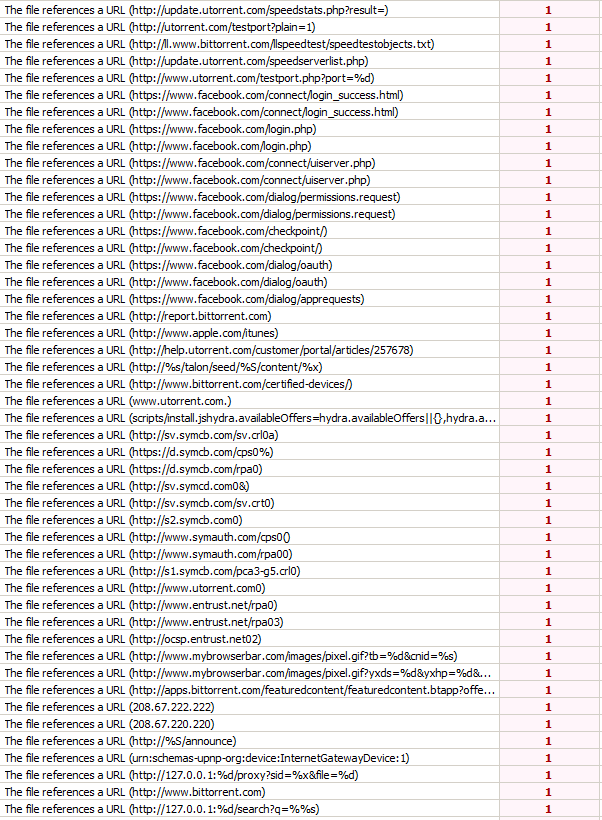 The file references a URL (http://update.utorrent.com/speedstats.php?result=) 1
The file references a URL (http://utorrent.com/testport?plain=1) 1
The file references a URL (http://ll.www.bittorrent.com/llspeedtest/speedtestobjects.txt) 1
The file references a URL (http://update.utorrent.com/speedserverlist.php) 1
The file references a URL (http://www.utorrent.com/testport.php?port=%d) 1
The file references a URL (https://www.facebook.com/connect/login_success.html) 1
The file references a URL (http://www.facebook.com/connect/login_success.html) 1
The file references a URL (https://www.facebook.com/login.php) 1
The file references a URL (http://www.facebook.com/login.php) 1
The file references a URL (https://www.facebook.com/connect/uiserver.php) 1
The file references a URL (http://www.facebook.com/connect/uiserver.php) 1
The file references a URL (https://www.facebook.com/dialog/permissions.request) 1
The file references a URL (http://www.facebook.com/dialog/permissions.request) 1
The file references a URL (https://www.facebook.com/checkpoint/) 1
The file references a URL (http://www.facebook.com/checkpoint/) 1
The file references a URL (https://www.facebook.com/dialog/oauth) 1
The file references a URL (http://www.facebook.com/dialog/oauth) 1
The file references a URL (https://www.facebook.com/dialog/apprequests) 1
The file references a URL (http://report.bittorrent.com) 1
The file references a URL (http://www.apple.com/itunes) 1
The file references a URL (http://help.utorrent.com/customer/portal/articles/257678) 1
The file references a URL (http://%s/talon/seed/%S/content/%x) 1
The file references a URL (http://www.bittorrent.com/certified-devices/) 1
The file references a URL (www.utorrent.com.) 1
The file references a URL (scripts/install.jshydra.availableOffers=hydra.availableOffers||{},hydra.a... 1
The file references a URL (http://sv.symcb.com/sv.crl0a) 1
The file references a URL (https://d.symcb.com/cps0%) 1
The file references a URL (https://d.symcb.com/rpa0) 1
The file references a URL (http://sv.symcd.com0&) 1
The file references a URL (http://sv.symcb.com/sv.crt0) 1
The file references a URL (http://s2.symcb.com0) 1
The file references a URL (http://www.symauth.com/cps0() 1
The file references a URL (http://www.symauth.com/rpa00) 1
The file references a URL (http://s1.symcb.com/pca3-g5.crl0) 1
The file references a URL (http://www.utorrent.com0) 1
The file references a URL (http://www.entrust.net/rpa0) 1
The file references a URL (http://www.entrust.net/rpa03) 1
The file references a URL (http://ocsp.entrust.net02) 1
The file references a URL (http://www.mybrowserbar.com/images/pixel.gif?tb=%d&cnid=%s) 1
The file references a URL (http://www.mybrowserbar.com/images/pixel.gif?yxds=%d&yxhp=%d&... 1
The file references a URL (http://apps.bittorrent.com/featuredcontent/featuredcontent.btapp?offe... 1
The file references a URL (208.67.222.222) 1
The file references a URL (208.67.220.220) 1
The file references a URL (http://%S/announce) 1
The file references a URL (urn:schemas-upnp-org:device:InternetGatewayDevice:1) 1
The file references a URL (http://127.0.0.1:%d/proxy?sid=%x&file=%d) 1
The file references a URL (http://www.bittorrent.com) 1
The file references a URL (http://127.0.0.1:%d/search?q=%%s) 1